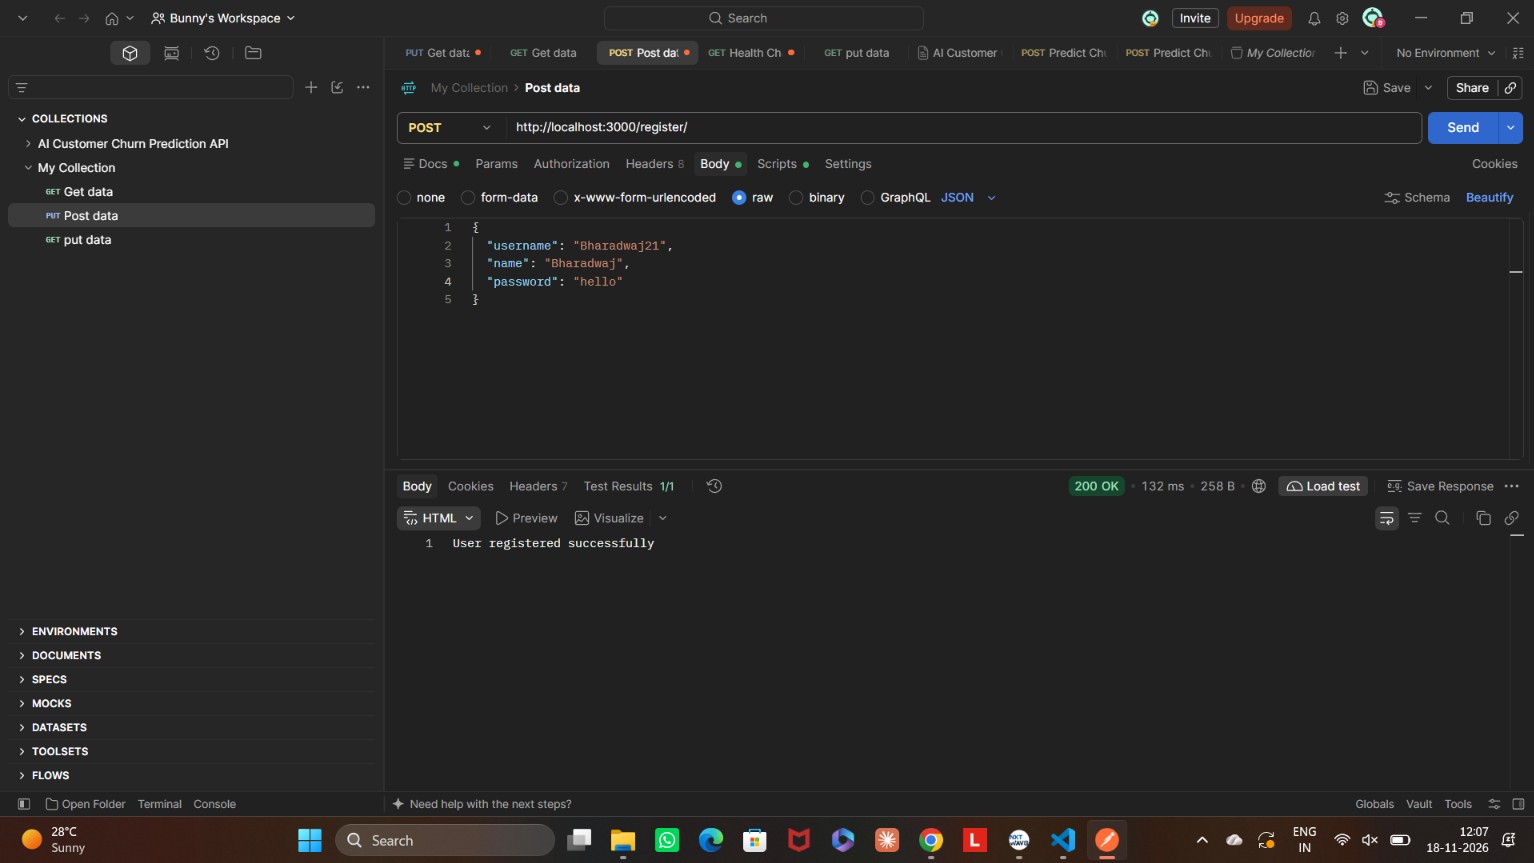 Bunny's Workspace
Search
Invite
Upgrade
PUT Get data
GET Get data
POST Post dat
GET Health Ch
GET put data
AI Customer
POST Predict Chu
POST Predict Chu
My Collection
No Environment
HTTP My Collection > Post data
Save
Share
COLLECTIONS
AI Customer Churn Prediction API
My Collection
GET Get data
PUT Post data
GET put data
POST http://localhost:3000/register/
Send
Docs Params Authorization Headers 8 Body Scripts Settings
Cookies
none form-data x-www-form-urlencoded raw binary GraphQL JSON
Schema Beautify
1 {
2 "username": "Bharadwaj21",
3 "name": "Bharadwaj",
4 "password": "hello"
5 }
Body Cookies Headers 7 Test Results 1/1
200 OK • 132 ms • 258 B
e.g. Load test
Save Response
HTML Preview Visualize
1 User registered successfully
ENVIRONMENTS
DOCUMENTS
SPECS
MOCKS
DATASETS
TOOLSETS
FLOWS
Open Folder Terminal Console
Need help with the next steps?
Globals Vault Tools
28°C
Sunny
Search
L
NXT
WAVE
ENG
IN
12:07
18-11-2026